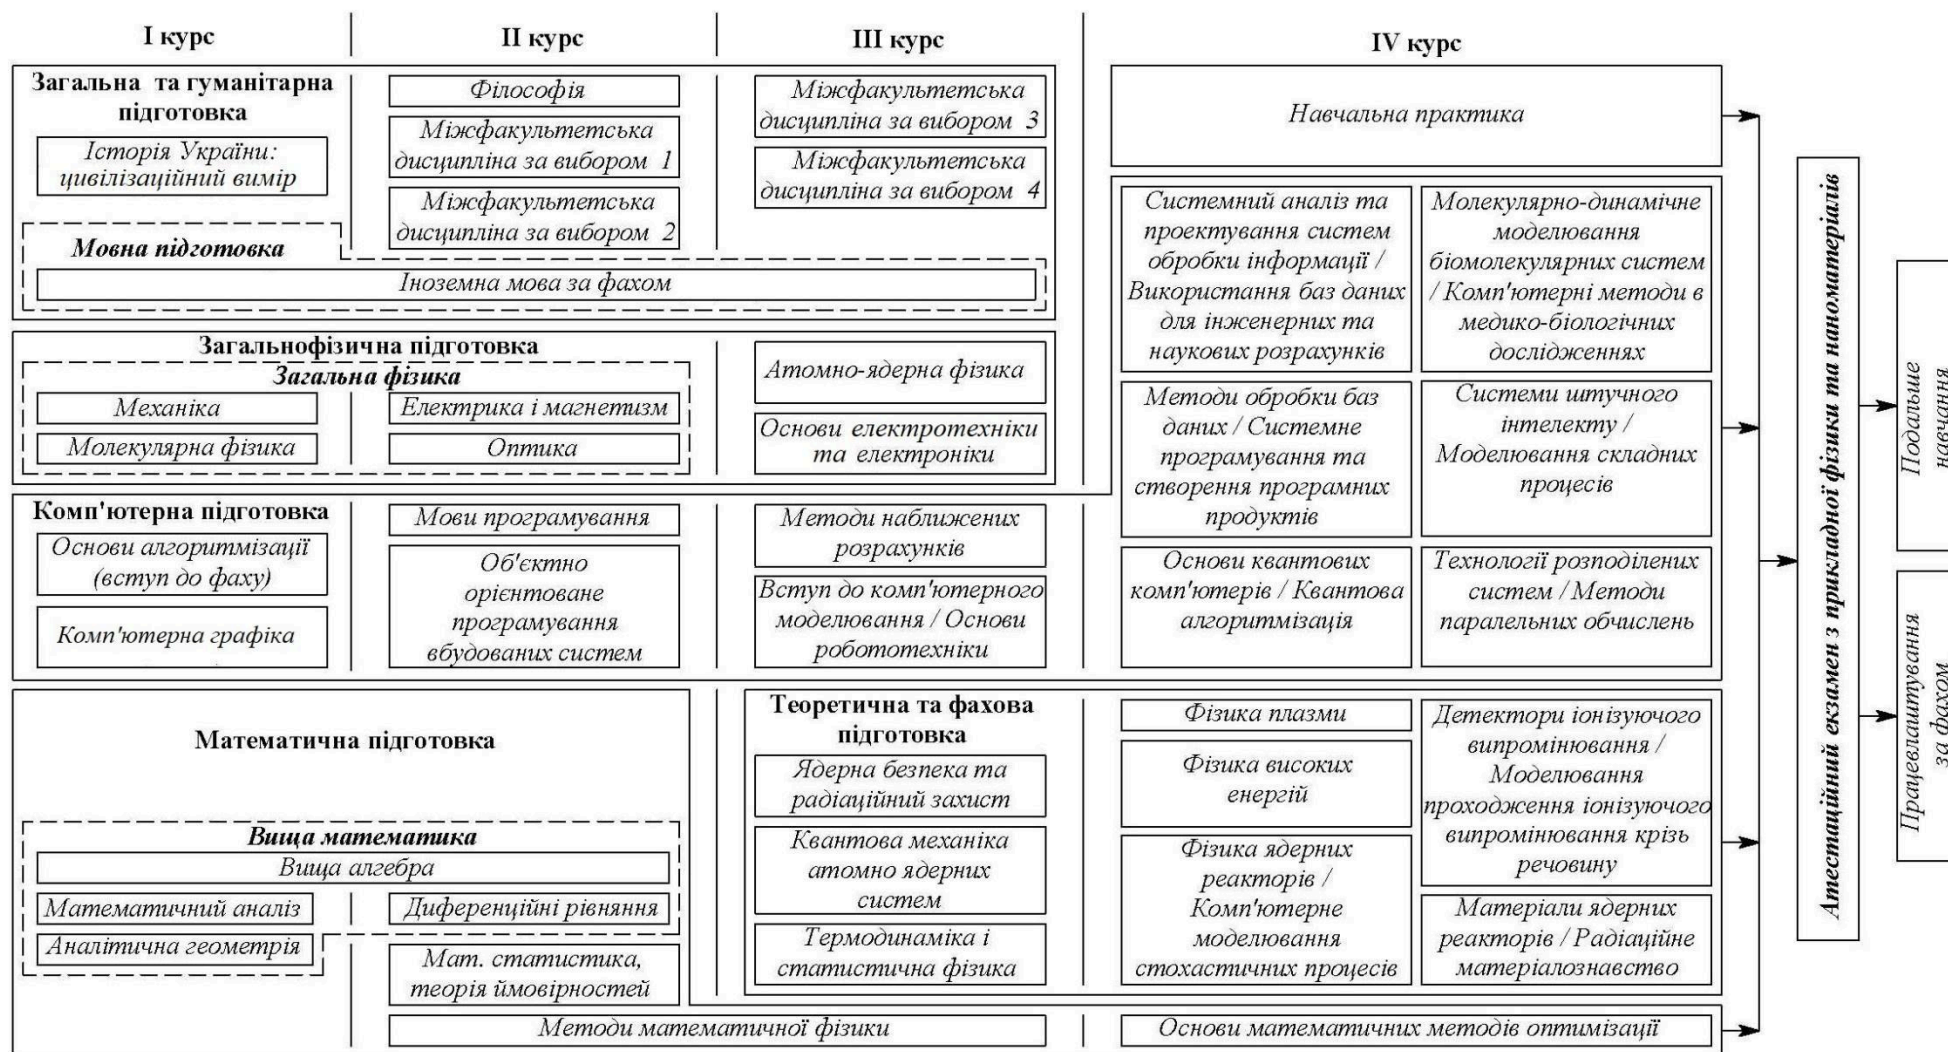 I курс
II курс
III курс
IV курс
Загальна та гуманітарна
підготовка
Історія України:
цивілізаційний вимір
Філософія
Міжфакультетська
дисципліна за вибором 1
Міжфакультетська
дисципліна за вибором 2
Міжфакультетська
дисципліна за вибором 3
Міжфакультетська
дисципліна за вибором 4
Мовна підготовка
Іноземна мова за фахом
Навчальна практика
Загальнофізична підготовка
Загальна фізика
Механіка
Молекулярна фізика
Електрика і магнетизм
Оптика
Атомно-ядерна фізика
Основи електротехніки
та електроніки
Комп'ютерна підготовка
Основи алгоритмізації
(вступ до фаху)
Комп'ютерна графіка
Мови програмування
Об'єктно
орієнтоване
програмування
вбудованих систем
Методи наближених
розрахунків
Вступ до комп'ютерного
моделювання / Основи
робототехніки
Системний аналіз та
проектування систем
обробки інформації /
Використання баз даних
для інженерних та
наукових розрахунків
Молекулярно-динамічне
моделювання
біомолекулярних систем
/ Комп'ютерні методи в
медико-біологічних
дослідженнях
Методи обробки баз
даних / Системне
програмування та
створення програмних
продуктів
Системи штучного
інтелекту /
Моделювання складних
процесів
Основи квантових
комп'ютерів / Квантова
алгоритмізація
Технології розподілених
систем / Методи
паралельних обчислень
Математична підготовка
Вища математика
Вища алгебра
Математичний аналіз
Аналітична геометрія
Диференційні рівняння
Мат. статистика,
теорія ймовірностей
Методи математичної фізики
Основи математичних методів оптимізації
Теоретична та фахова
підготовка
Ядерна безпека та
радіаційний захист
Квантова механіка
атомно ядерних
систем
Термодинаміка і
статистична фізика
Фізика плазми
Фізика високих
енергій
Фізика ядерних
реакторів /
Комп'ютерне
моделювання
стохастичних процесів
Детектори іонізуючого
випромінювання /
Моделювання
проходження іонізуючого
випромінювання крізь
речовину
Матеріали ядерних
реакторів / Радіаційне
матеріалознавство
Атестаційний екзамен з прикладної фізики та наноматеріалів
Подальше
навчання
Працевлаштування
за фахом